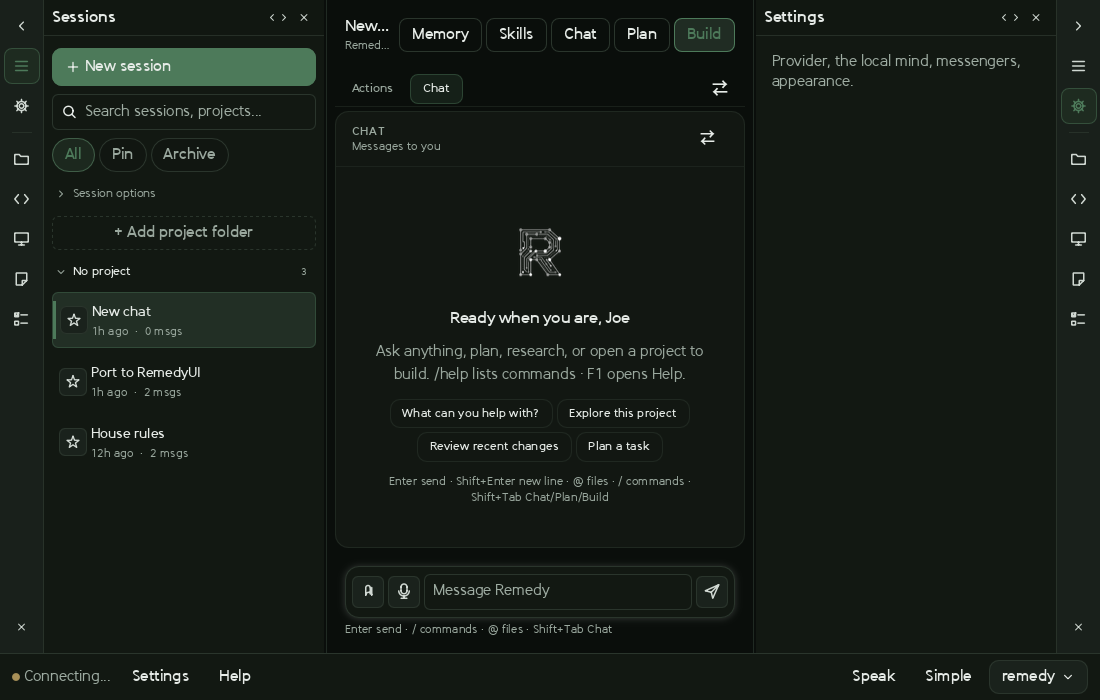 Sessions
+ New session
Search sessions, projects...
All
Pin
Archive
Session options
+ Add project folder
No project
3
New chat
1h ago · 0 msgs
Port to RemedyUI
1h ago · 2 msgs
House rules
12h ago · 2 msgs
New...
Remed...
Memory
Skills
Chat
Plan
Build
Actions
Chat
CHAT
Messages to you
Ready when you are, Joe
Ask anything, plan, research, or open a project to
build. /help lists commands · F1 opens Help.
What can you help with?
Explore this project
Review recent changes
Plan a task
Enter send · Shift+Enter new line · @ files · / commands ·
Shift+Tab Chat/Plan/Build
Message Remedy
Enter send · / commands · @ files · Shift+Tab Chat
Settings
Provider, the local mind, messengers,
appearance.
Connecting...
Settings
Help
Speak
Simple
remedy